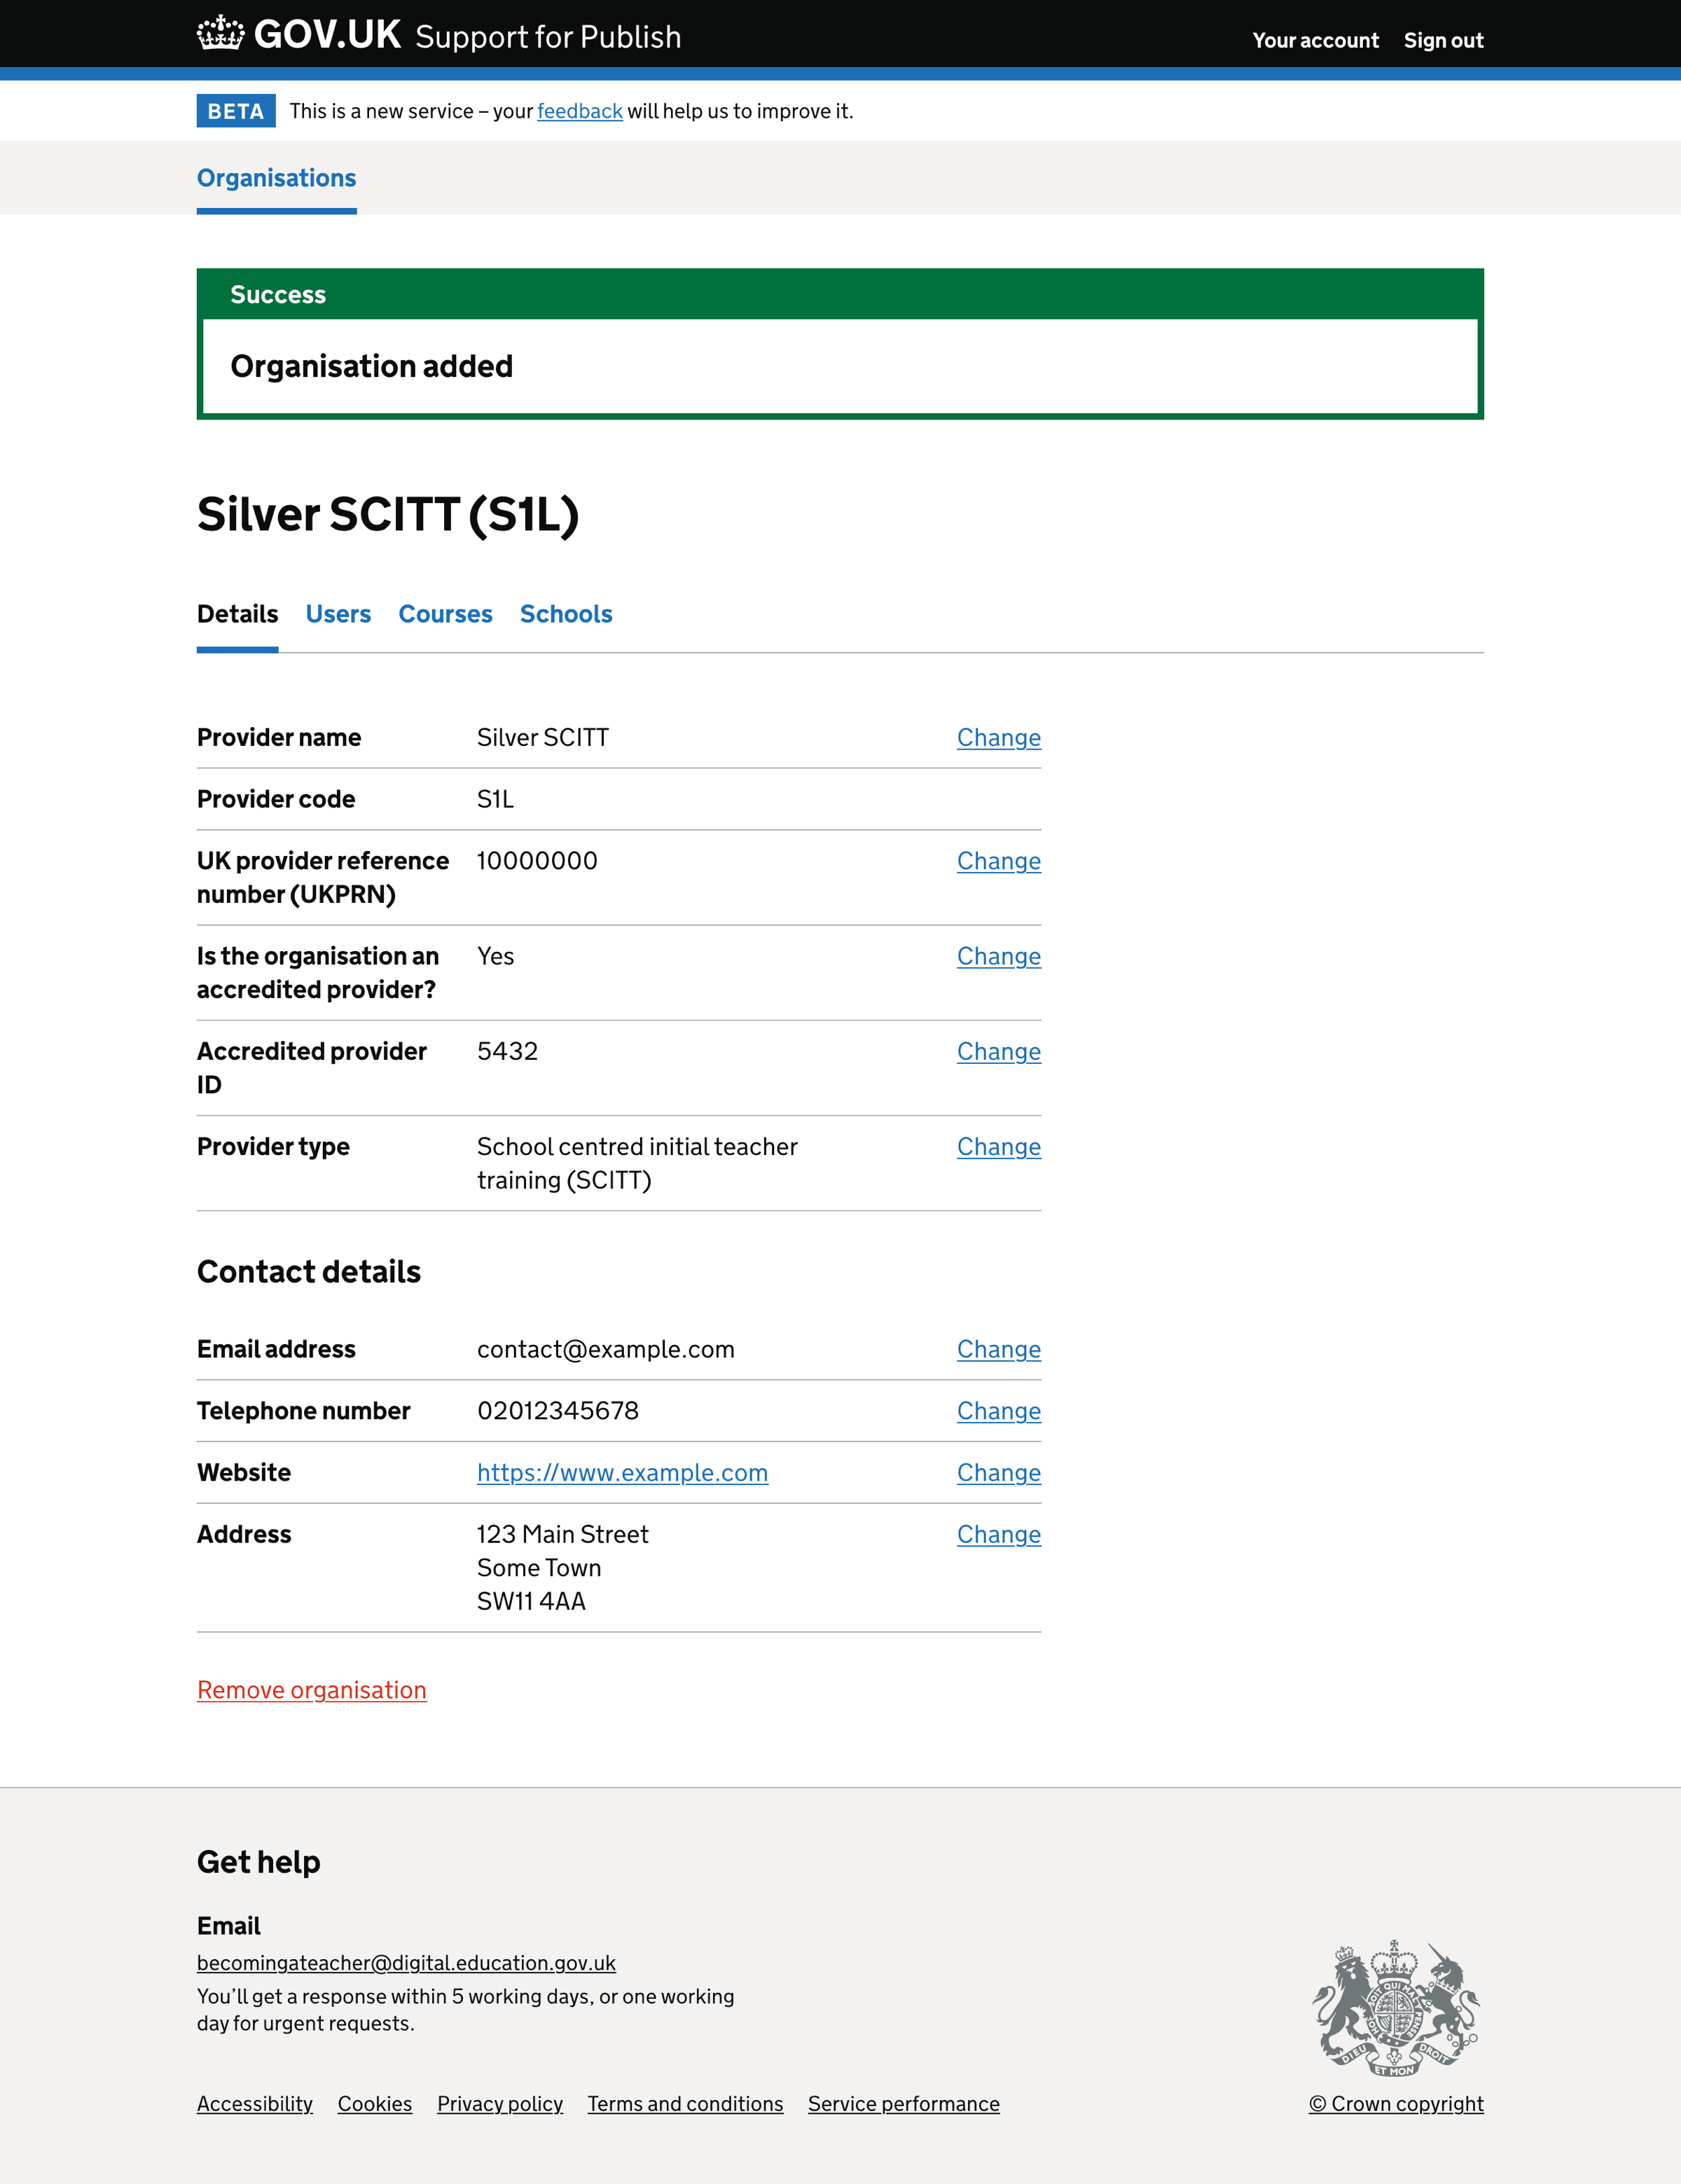 GOV.UK Support for Publish
Your account Sign out
BETA This is a new service – your feedback will help us to improve it.
Organisations
Success
Organisation added
Silver SCITT (S1L)
Details Users Courses Schools
Provider name Silver SCITT Change
Provider code S1L
UK provider reference 10000000 Change
number (UKPRN)
Is the organisation an Yes Change
accredited provider?
Accredited provider 5432 Change
ID
Provider type School centred initial teacher Change
training (SCITT)
Contact details
Email address contact@example.com Change
Telephone number 02012345678 Change
Website https://www.example.com Change
Address 123 Main Street Change
Some Town
SW11 4AA
Remove organisation
Get help
Email
becomingateacher@digital.education.gov.uk
You’ll get a response within 5 working days, or one working
day for urgent requests.
DIEU ET MON DROIT
Accessibility Cookies Privacy policy Terms and conditions Service performance
© Crown copyright